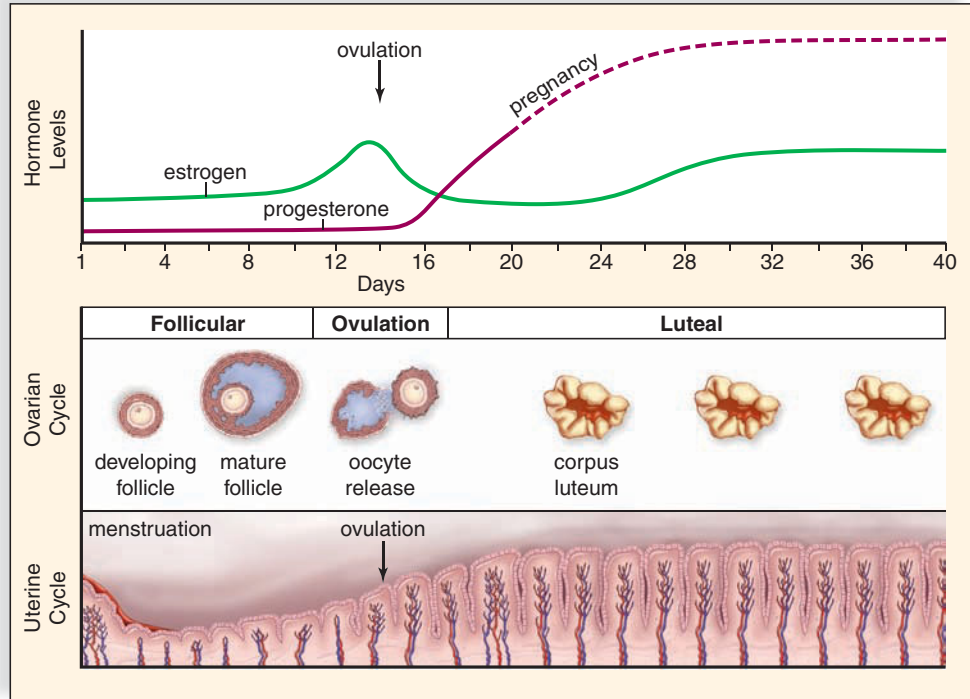 ovulation
pregnancy
Hormone
Levels
estrogen
progesterone
1 4 8 12 16 20 24 28 32 36 40
Days
Follicular Ovulation Luteal
Ovarian
Cycle
developing
follicle
mature
follicle
oocyte
release
corpus
luteum
menstruation
ovulation
Uterine
Cycle